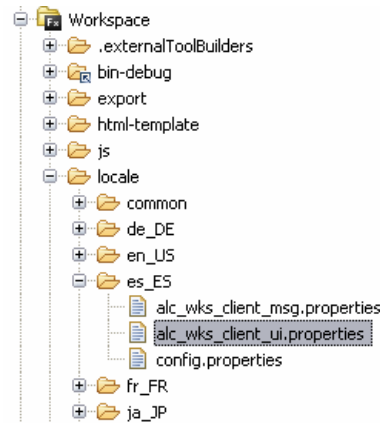 Workspace
.externalToolBuilders
bin-debug
export
html-template
js
locale
common
de_DE
en_US
es_ES
alc_wks_client_msg.properties
alc_wks_client_ui.properties
config.properties
fr_FR
ja_JP